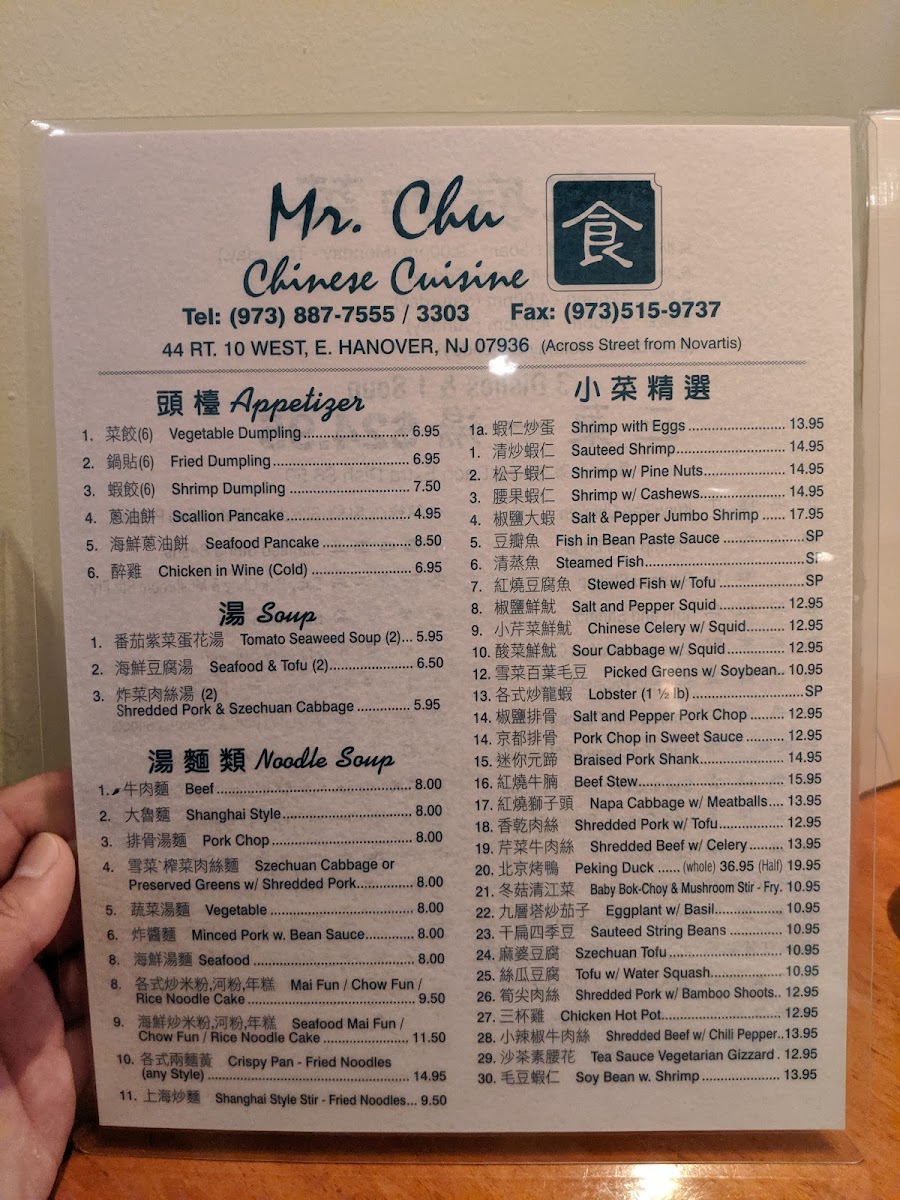 Mr. Chu
食
Chinese Cuisine
Tel: (973) 887-7555 / 3303 Fax: (973)515-9737
44 RT. 10 WEST, E. HANOVER, NJ 07936 (Across Street from Novartis)
頭檯 Appetizer
1. 菜餃(6) Vegetable Dumpling 6.95
2. 鍋貼(6) Fried Dumpling 6.95
3. 蝦餃(6) Shrimp Dumpling 7.50
4. 蔥油餅 Scallion Pancake 4.95
5. 海鮮蔥油餅 Seafood Pancake 8.50
6. 醉雞 Chicken in Wine (Cold) 6.95
湯 Soup
1. 番茄紫菜蛋花湯 Tomato Seaweed Soup (2)... 5.95
2. 海鮮豆腐湯 Seafood & Tofu (2) 6.50
3. 炸菜肉絲湯 (2)
Shredded Pork & Szechuan Cabbage 5.95
湯麵類 Noodle Soup
1. 牛肉麵 Beef 8.00
2. 大魯麵 Shanghai Style 8.00
3. 排骨湯麵 Pork Chop 8.00
4. 雪菜榨菜肉絲麵 Szechuan Cabbage or
Preserved Greens w/ Shredded Pork 8.00
5. 蔬菜湯麵 Vegetable 8.00
6. 炸醬麵 Minced Pork w. Bean Sauce 8.00
8. 海鮮湯麵 Seafood 8.00
8. 各式炒米粉,河粉,年糕 Mai Fun / Chow Fun /
Rice Noodle Cake 9.50
9. 海鮮炒米粉,河粉,年糕 Seafood Mai Fun /
Chow Fun / Rice Noodle Cake 11.50
10. 各式兩麵黃 Crispy Pan - Fried Noodles
(any Style) 14.95
11. 上海炒麵 Shanghai Style Stir - Fried Noodles... 9.50
小菜精選
1a. 蝦仁炒蛋 Shrimp with Eggs 13.95
1. 清炒蝦仁 Sauteed Shrimp 14.95
2. 松子蝦仁 Shrimp w/ Pine Nuts 14.95
3. 腰果蝦仁 Shrimp w/ Cashews 14.95
4. 椒鹽大蝦 Salt & Pepper Jumbo Shrimp 17.95
5. 豆瓣魚 Fish in Bean Paste Sauce SP
6. 清蒸魚 Steamed Fish SP
7. 紅燒豆腐魚 Stewed Fish w/ Tofu SP
8. 椒鹽鮮魷 Salt and Pepper Squid 12.95
9. 小芹菜鮮魷 Chinese Celery w/ Squid 12.95
10. 酸菜鮮魷 Sour Cabbage w/ Squid 12.95
12. 雪菜百葉毛豆 Picked Greens w/ Soybean.. 10.95
13. 各式炒龍蝦 Lobster (1 ½ lb) SP
14. 椒鹽排骨 Salt and Pepper Pork Chop 12.95
14. 京都排骨 Pork Chop in Sweet Sauce 12.95
15. 迷你元蹄 Braised Pork Shank 14.95
16. 紅燒牛腩 Beef Stew 15.95
17. 紅燒獅子頭 Napa Cabbage w/ Meatballs 13.95
18. 香乾肉絲 Shredded Pork w/ Tofu 12.95
19. 芹菜牛肉絲 Shredded Beef w/ Celery 13.95
20. 北京烤鴨 Peking Duck (whole) 36.95 (Half) 19.95
21. 冬菇清江菜 Baby Bok-Choy & Mushroom Stir - Fry. 10.95
22. 九層塔炒茄子 Eggplant w/ Basil 10.95
23. 干扁四季豆 Sauteed String Beans 10.95
24. 麻婆豆腐 Szechuan Tofu 10.95
25. 絲瓜豆腐 Tofu w/ Water Squash 10.95
26. 筍尖肉絲 Shredded Pork w/ Bamboo Shoots.. 12.95
27. 三杯雞 Chicken Hot Pot 12.95
28. 小辣椒牛肉絲 Shredded Beef w/ Chili Pepper..13.95
29. 沙茶素腰花 Tea Sauce Vegetarian Gizzard . 12.95
30. 毛豆蝦仁 Soy Bean w. Shrimp 13.95